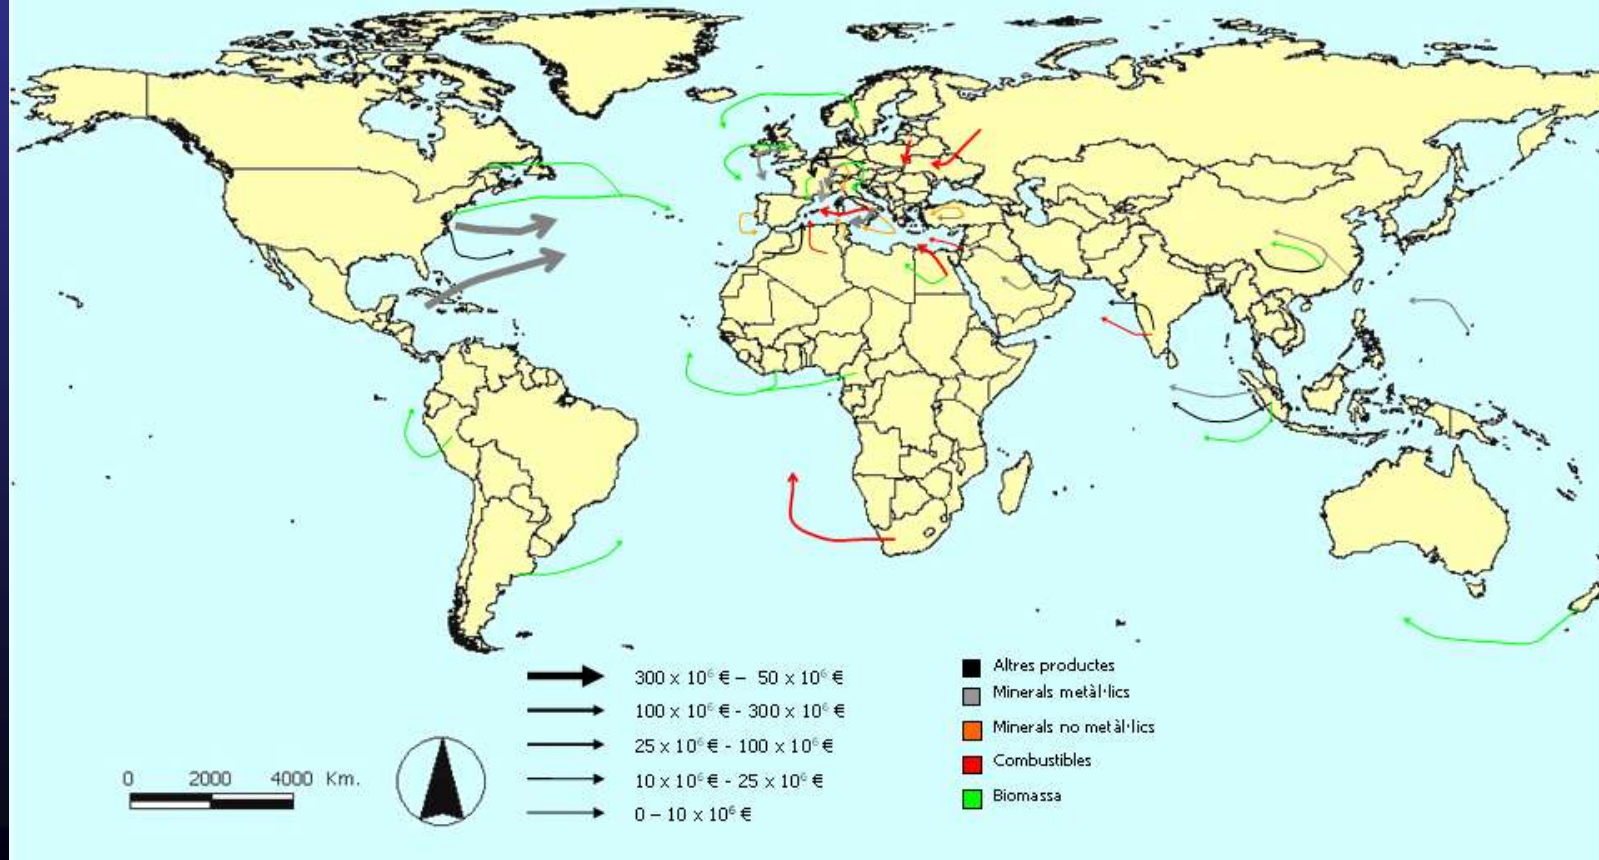 300 x 10⁶ € – 50 x 10⁶ €
100 x 10⁶ € - 300 x 10⁶ €
25 x 10⁶ € - 100 x 10⁶ €
10 x 10⁶ € - 25 x 10⁶ €
0 – 10 x 10⁶ €
Altres productes
Minerals metàl·lics
Minerals no metàl·lics
Combustibles
Biomassa
0 2000 4000 Km.